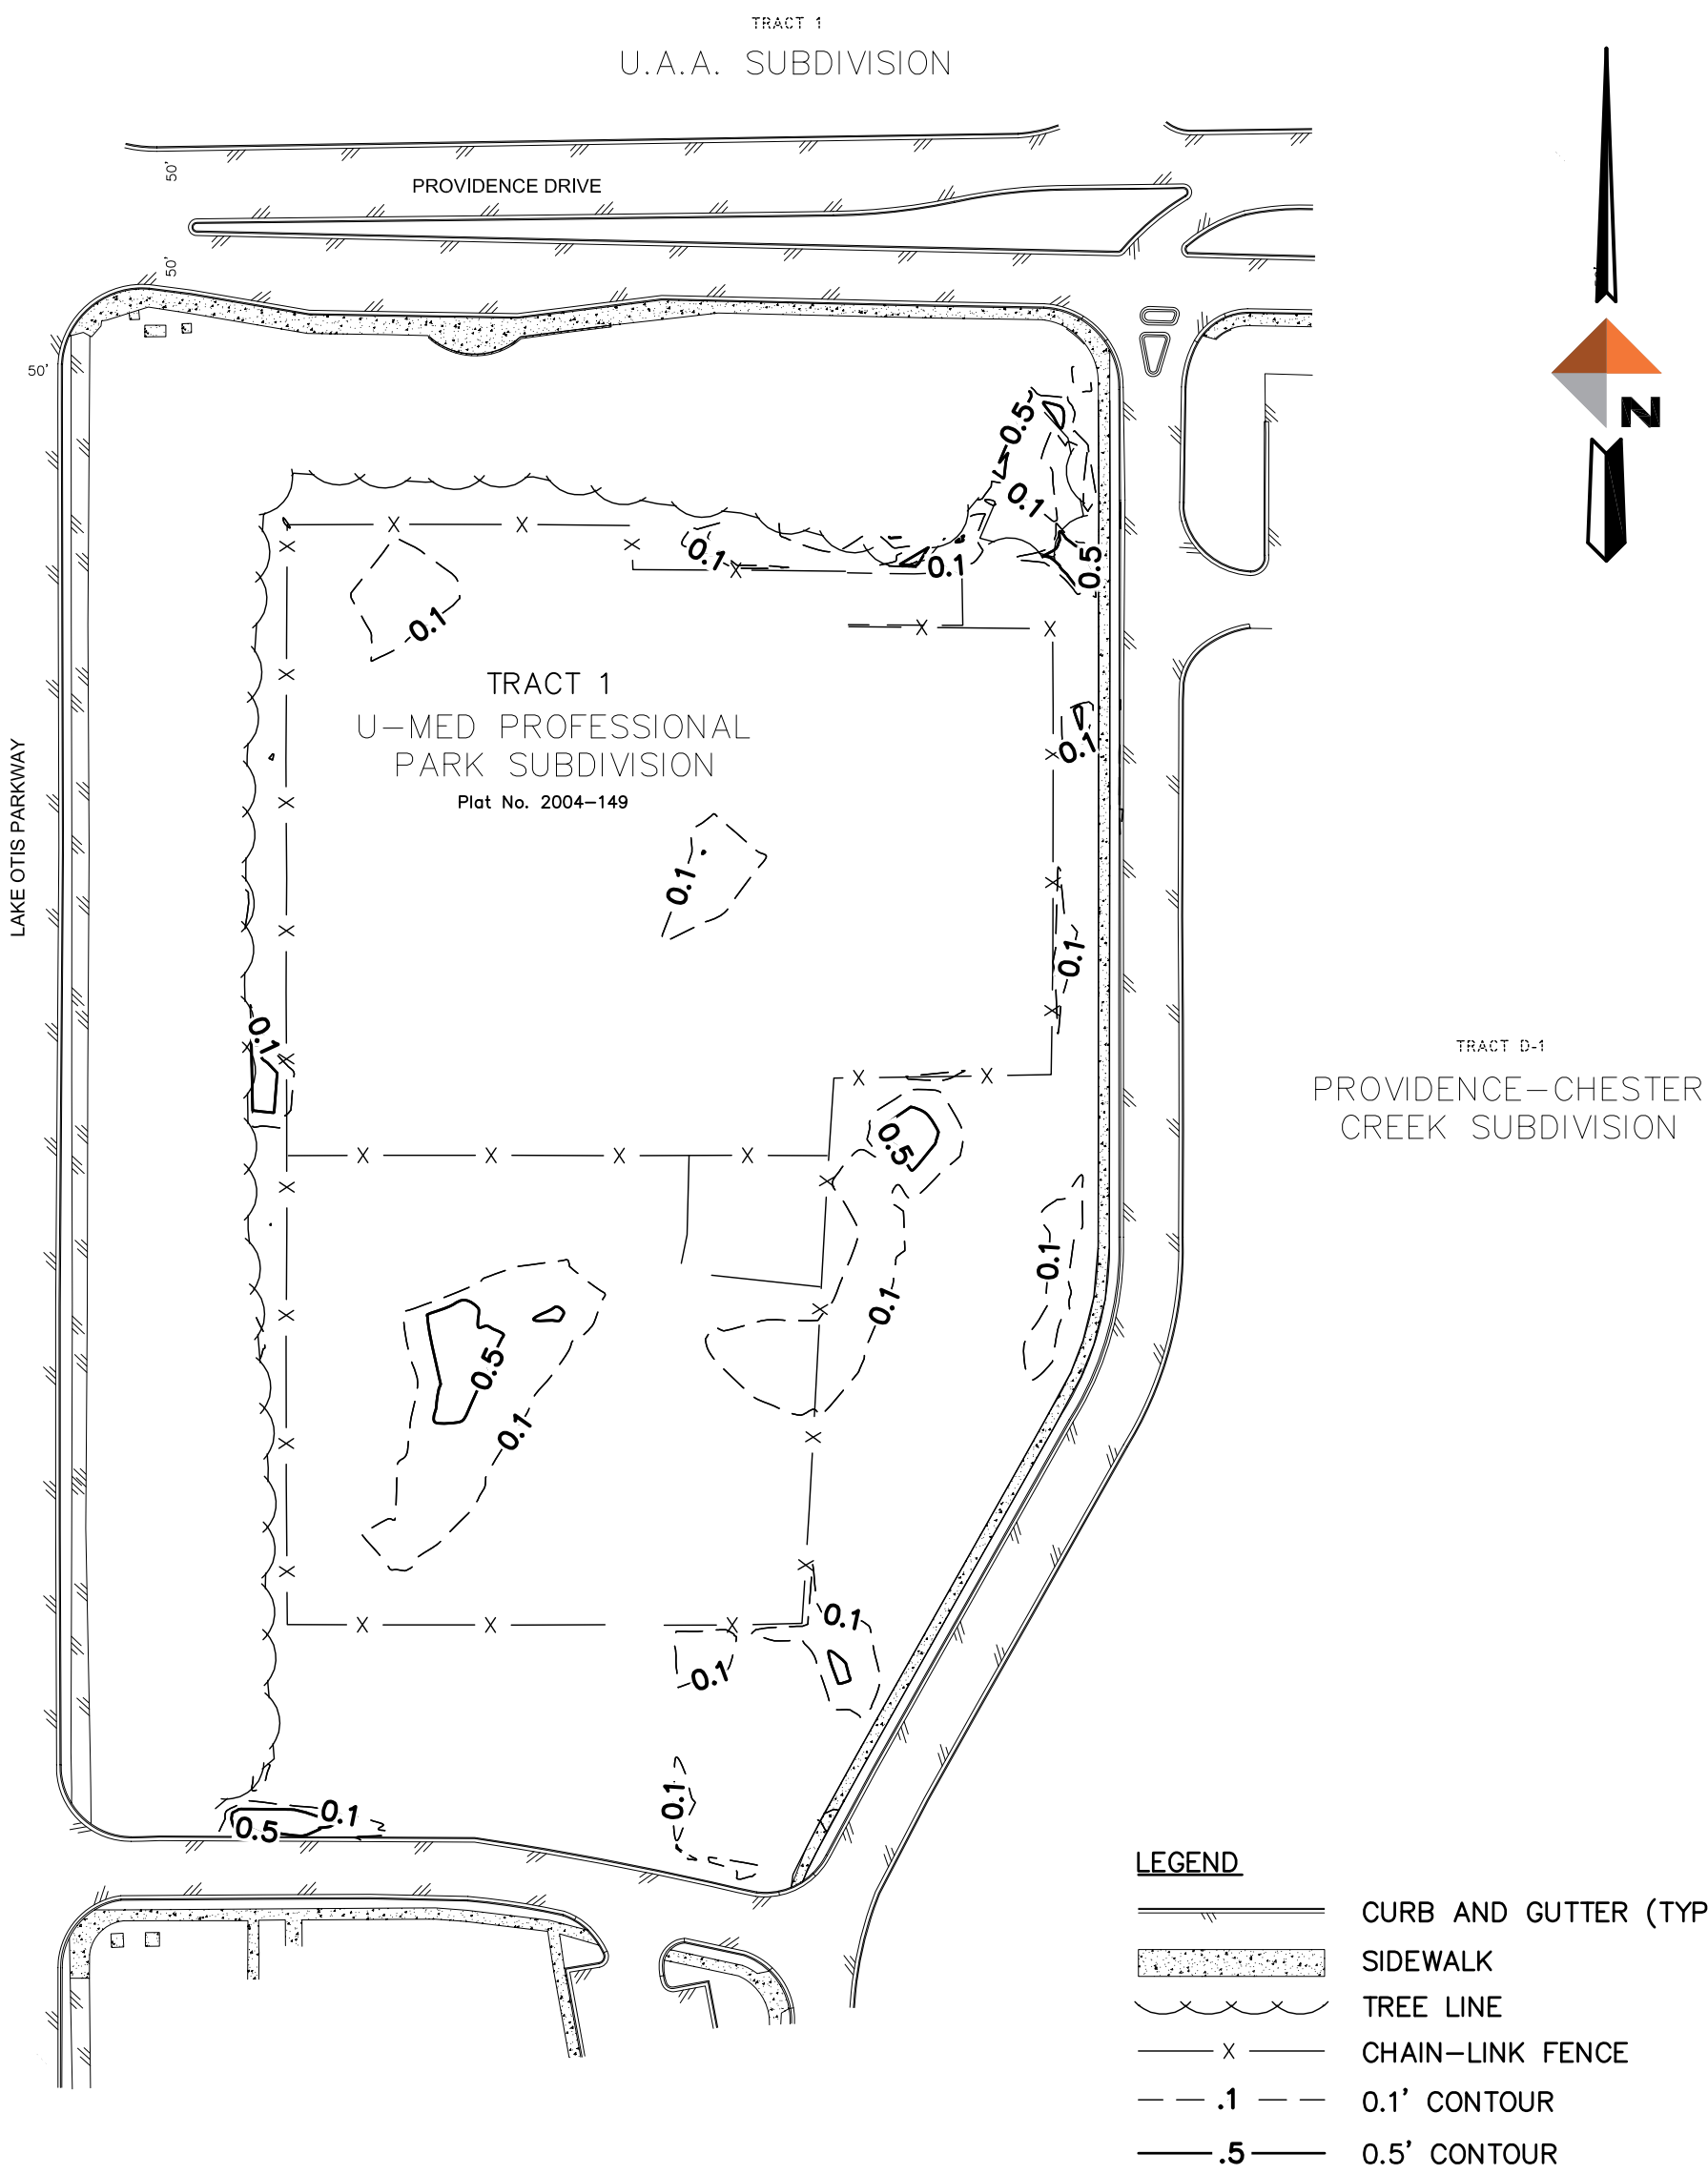 TRACT 1
U.A.A. SUBDIVISION
50'
PROVIDENCE DRIVE
50'
50'
N
0.5
0.1
0.1
0.1
0.5
0.1
TRACT 1
U-MED PROFESSIONAL
PARK SUBDIVISION
Plat No. 2004-149
0.1
LAKE OTIS PARKWAY
0.1
0.1
0.1
TRACT D-1
PROVIDENCE-CHESTER
CREEK SUBDIVISION
0.5
0.1
0.1
0.5
0.1
0.1
0.1
0.1
0.1
0.5
LEGEND
CURB AND GUTTER (TYP
SIDEWALK
TREE LINE
X CHAIN-LINK FENCE
.1 0.1' CONTOUR
.5 0.5' CONTOUR